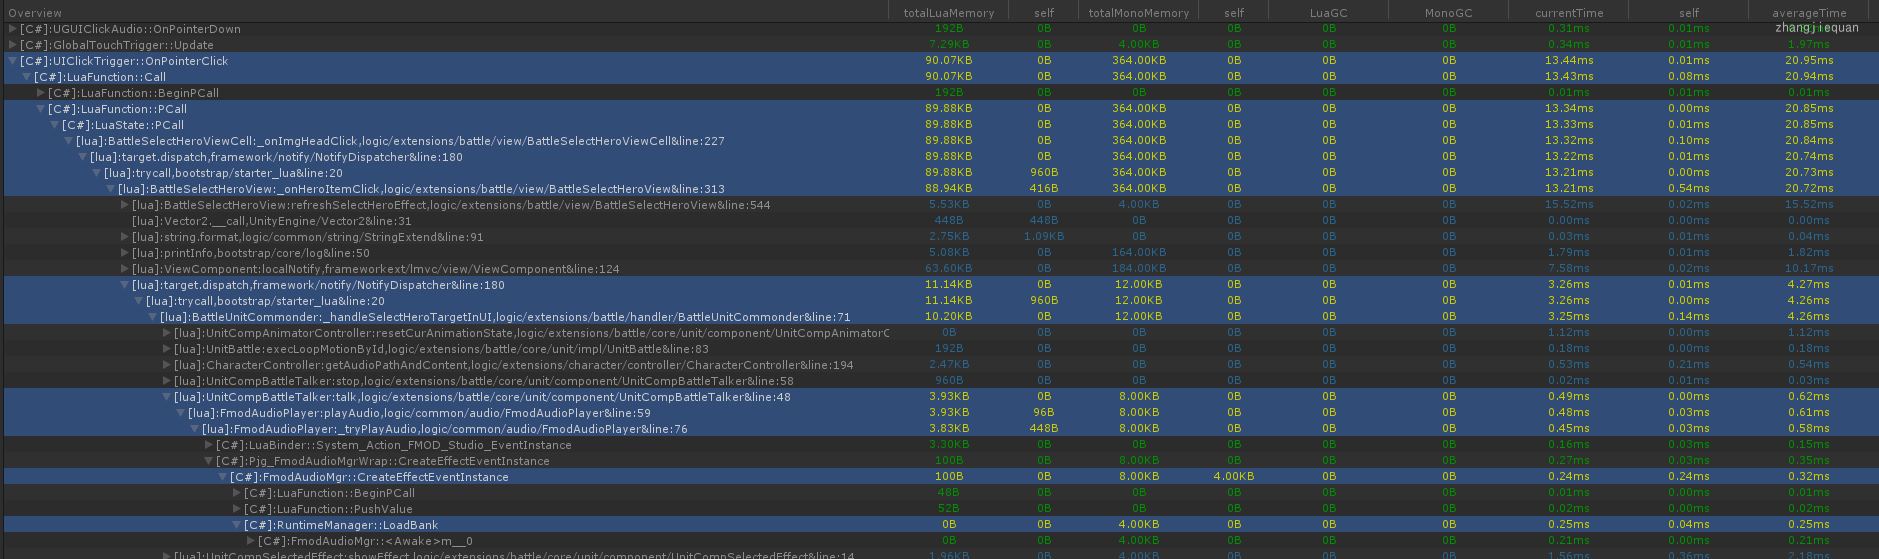 Overview totalLuaMemory self totalMonoMemory self LuaGC MonoGC currentTime self averageTime
[C#]:UGUIClickAudio::OnPointerDown 192B 0B 0B 0B 0B 0B 0.31ms 0.01ms
zhangjiequan
[C#]:GlobalTouchTrigger::Update 7.29KB 0B 4.00KB 0B 0B 0B 0.34ms 0.01ms 1.97ms
[C#]:UIClickTrigger::OnPointerClick 90.07KB 0B 364.00KB 0B 0B 0B 13.44ms 0.01ms 20.95ms
[C#]:LuaFunction::Call 90.07KB 0B 364.00KB 0B 0B 0B 13.43ms 0.08ms 20.94ms
[C#]:LuaFunction::BeginPCall 192B 0B 0B 0B 0B 0B 0.01ms 0.01ms 0.01ms
[C#]:LuaFunction::PCall 89.88KB 0B 364.00KB 0B 0B 0B 13.34ms 0.00ms 20.85ms
[C#]:LuaState::PCall 89.88KB 0B 364.00KB 0B 0B 0B 13.33ms 0.01ms 20.85ms
[lua]:BattleSelectHeroViewCell:_onImgHeadClick,logic/extensions/battle/view/BattleSelectHeroViewCell&line:227 89.88KB 0B 364.00KB 0B 0B 0B 13.32ms 0.10ms 20.84ms
[lua]:target.dispatch,framework/notify/NotifyDispatcher&line:180 89.88KB 0B 364.00KB 0B 0B 0B 13.22ms 0.01ms 20.74ms
[lua]:trycall,bootstrap/starter_lua&line:20 89.88KB 960B 364.00KB 0B 0B 0B 13.21ms 0.00ms 20.73ms
[lua]:BattleSelectHeroView:_onHeroItemClick,logic/extensions/battle/view/BattleSelectHeroView&line:313 88.94KB 416B 364.00KB 0B 0B 0B 13.21ms 0.54ms 20.72ms
[lua]:BattleSelectHeroView:refreshSelectHeroEffect,logic/extensions/battle/view/BattleSelectHeroView&line:544 5.53KB 0B 4.00KB 0B 0B 0B 15.52ms 0.02ms 15.52ms
[lua]:Vector2.__call,UnityEngine/Vector2&line:31 448B 448B 0B 0B 0B 0B 0.00ms 0.00ms 0.00ms
[lua]:string.format,logic/common/string/StringExtend&line:91 2.75KB 1.09KB 0B 0B 0B 0B 0.03ms 0.01ms 0.04ms
[lua]:printInfo,bootstrap/core/log&line:50 5.08KB 0B 164.00KB 0B 0B 0B 1.79ms 0.01ms 1.82ms
[lua]:ViewComponent:localNotify,frameworkext/lmvc/view/ViewComponent&line:124 63.60KB 0B 184.00KB 0B 0B 0B 7.58ms 0.02ms 10.17ms
[lua]:target.dispatch,framework/notify/NotifyDispatcher&line:180 11.14KB 0B 12.00KB 0B 0B 0B 3.26ms 0.01ms 4.27ms
[lua]:trycall,bootstrap/starter_lua&line:20 11.14KB 960B 12.00KB 0B 0B 0B 3.26ms 0.00ms 4.26ms
[lua]:BattleUnitCommonder:_handleSelectHeroTargetInUI,logic/extensions/battle/handler/BattleUnitCommonder&line:71 10.20KB 0B 12.00KB 0B 0B 0B 3.25ms 0.14ms 4.26ms
[lua]:UnitCompAnimatorController:resetCurAnimationState,logic/extensions/battle/core/unit/component/UnitCompAnimatorC 0B 0B 0B 0B 0B 0B 1.12ms 0.00ms 1.12ms
[lua]:UnitBattle:execLoopMotionById,logic/extensions/battle/core/unit/impl/UnitBattle&line:83 192B 0B 0B 0B 0B 0B 0.18ms 0.00ms 0.18ms
[lua]:CharacterController:getAudioPathAndContent,logic/extensions/character/controller/CharacterController&line:194 2.47KB 0B 0B 0B 0B 0B 0.53ms 0.21ms 0.54ms
[lua]:UnitCompBattleTalker:stop,logic/extensions/battle/core/unit/component/UnitCompBattleTalker&line:58 960B 0B 0B 0B 0B 0B 0.02ms 0.01ms 0.03ms
[lua]:UnitCompBattleTalker:talk,logic/extensions/battle/core/unit/component/UnitCompBattleTalker&line:48 3.93KB 0B 8.00KB 0B 0B 0B 0.49ms 0.00ms 0.62ms
[lua]:FmodAudioPlayer:playAudio,logic/common/audio/FmodAudioPlayer&line:59 3.93KB 96B 8.00KB 0B 0B 0B 0.48ms 0.03ms 0.61ms
[lua]:FmodAudioPlayer:_tryPlayAudio,logic/common/audio/FmodAudioPlayer&line:76 3.83KB 448B 8.00KB 0B 0B 0B 0.45ms 0.03ms 0.58ms
[C#]:LuaBinder::System_Action_FMOD_Studio_EventInstance 3.30KB 0B 0B 0B 0B 0B 0.16ms 0.03ms 0.15ms
[C#]:Pjg_FmodAudioMgrWrap::CreateEffectEventInstance 100B 0B 8.00KB 0B 0B 0B 0.27ms 0.03ms 0.35ms
[C#]:FmodAudioMgr::CreateEffectEventInstance 100B 0B 8.00KB 4.00KB 0B 0B 0.24ms 0.24ms 0.32ms
[C#]:LuaFunction::BeginPCall 48B 0B 0B 0B 0B 0B 0.01ms 0.00ms 0.01ms
[C#]:LuaFunction::PushValue 52B 0B 0B 0B 0B 0B 0.02ms 0.00ms 0.02ms
[C#]:RuntimeManager::LoadBank 0B 0B 4.00KB 0B 0B 0B 0.25ms 0.04ms 0.25ms
[C#]:FmodAudioMgr::<Awake>m__0 0B 0B 4.00KB 0B 0B 0B 0.21ms 0.00ms 0.21ms
[lua]:UnitCompSelectedEffect:showEffect,logic/extensions/battle/core/unit/component/UnitCompSelectedEffect&line:14 1.96KB 0B 4.00KB 0B 0B 0B 1.56ms 0.36ms 2.18ms